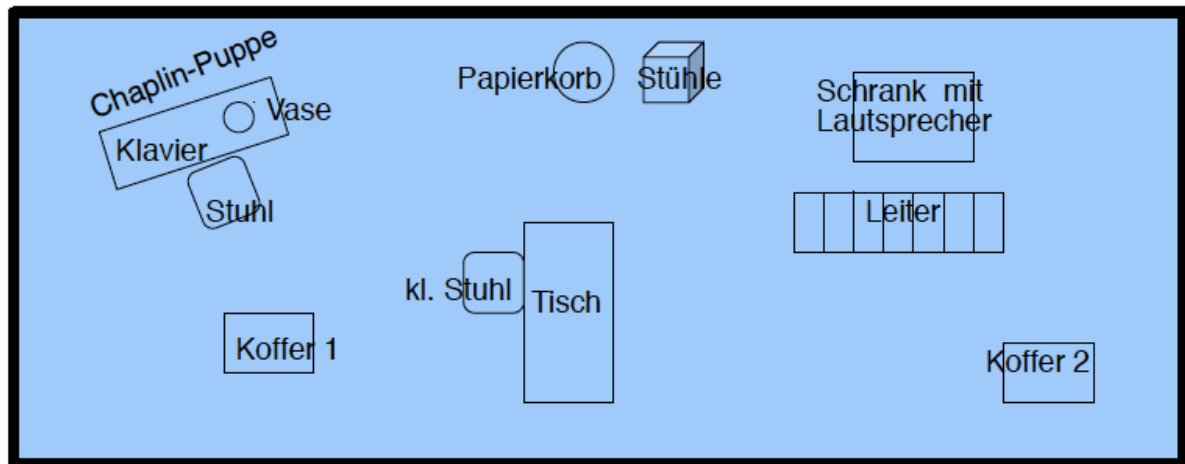 Chaplin-Puppe
Vase
Klavier
Stuhl
Papierkorb
Stühle
Schrank mit
Lautsprecher
Leiter
kl. Stuhl
Tisch
Koffer 1
Koffer 2